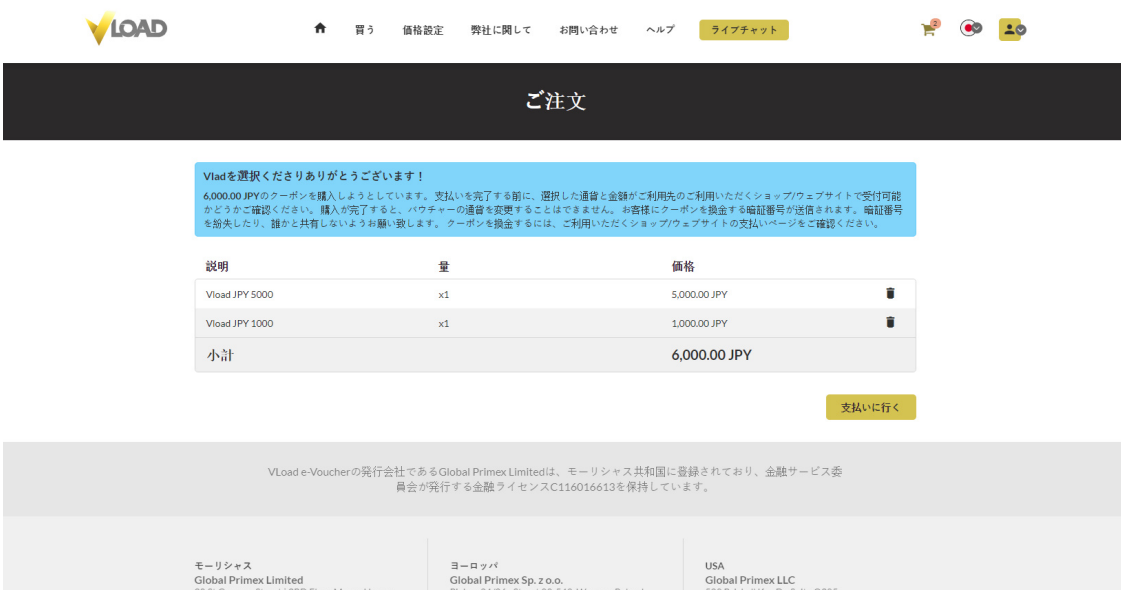 VLOAD
買う 価格設定 弊社に関して お問い合わせ ヘルプ ライブチャット 2
ご注文
Vladを選択くださりありがとうございます！
6,000.00 JPYのクーポンを購入しようとしています。支払いを完了する前に、選択した通貨と金額がご利用先のご利用いただくショップ/ウェブサイトで受付可能
かどうかご確認ください。購入が完了すると、バウチャーの通貨を変更することはできません。お客様にクーポンを換金する暗証番号が送信されます。暗証番号
を紛失したり、誰かと共有しないようお願い致します。クーポンを換金するには、ご利用いただくショップ/ウェブサイトの支払いページをご確認ください。
説明 量 価格
Vload JPY 5000 x1 5,000.00 JPY
Vload JPY 1000 x1 1,000.00 JPY
小計 6,000.00 JPY
支払いに行く
VLoad e-Voucherの発行会社であるGlobal Primex Limitedは、モーリシャス共和国に登録されており、金融サービス委
員会が発行する金融ライセンスC116016613を保持しています。
モーリシャス ヨーロッパ USA
Global Primex Limited Global Primex Sp. z o.o. Global Primex LLC